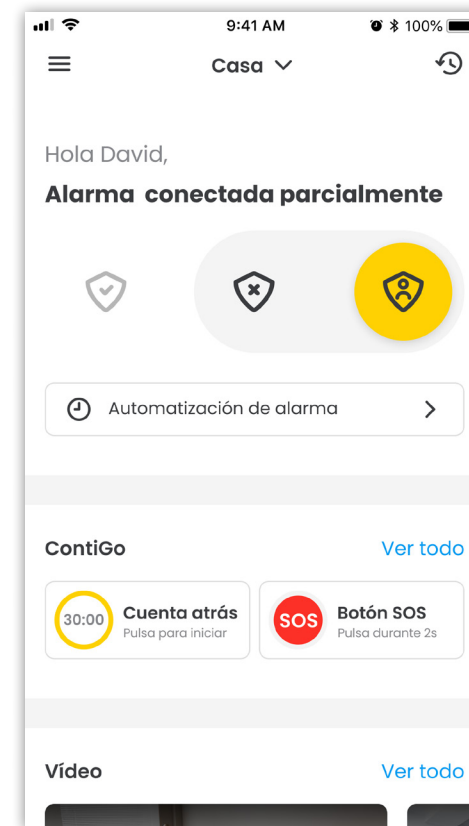 9:41 AM 100%
Casa
Hola David,
Alarma conectada parcialmente
Automatización de alarma
ContiGo Ver todo
30:00 Cuenta atrás
Pulsa para iniciar
SOS Botón SOS
Pulsa durante 2s
Vídeo Ver todo